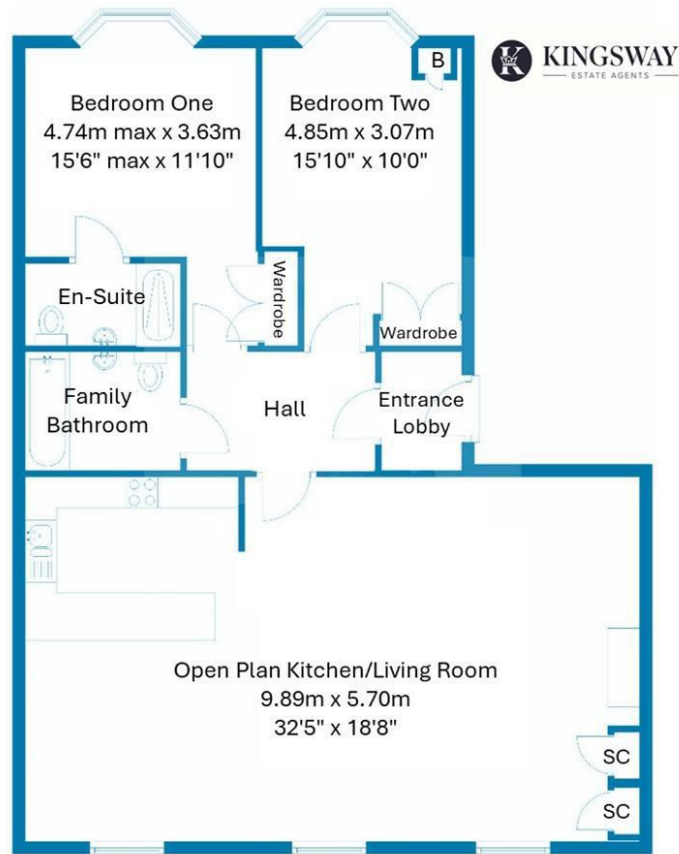 KINGSWAY
ESTATE AGENTS
K
B
Bedroom One
4.74m max x 3.63m
15'6" max x 11'10"
Bedroom Two
4.85m x 3.07m
15'10" x 10'0"
En-Suite
Wardrobe
Wardrobe
Family
Bathroom
Hall
Entrance
Lobby
Open Plan Kitchen/Living Room
9.89m x 5.70m
32'5" x 18'8"
SC
SC